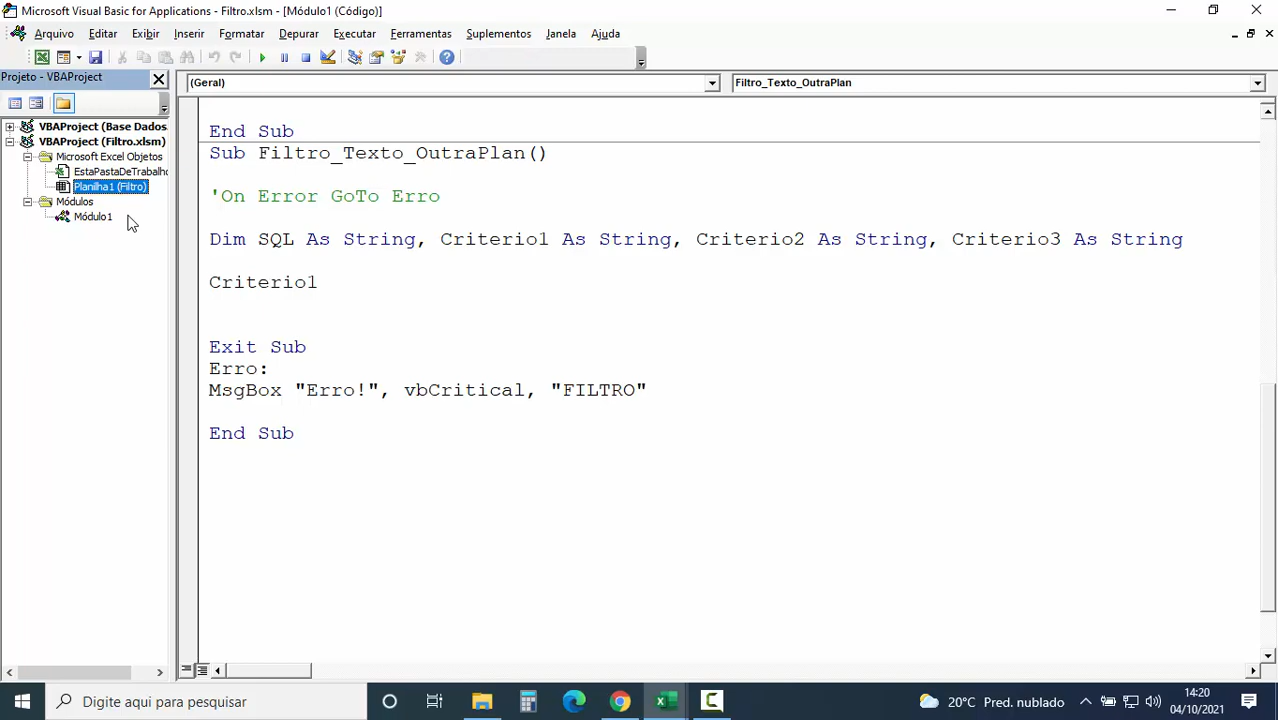 Microsoft Visual Basic for Applications - Filtro.xlsm - [Módulo1 (Código)]
Arquivo Editar Exibir Inserir Formatar Depurar Executar Ferramentas Suplementos Janela Ajuda
Projeto - VBAProject
(Geral)
Filtro_Texto_OutraPlan
VBAProject (Base Dados.
VBAProject (Filtro.xlsm)
Microsoft Excel Objetos
EstaPastaDeTrabalho
Planilha1 (Filtro)
Módulos
Módulo1
End Sub
Sub Filtro_Texto_OutraPlan()
'On Error GoTo Erro
Dim SQL As String, Criterio1 As String, Criterio2 As String, Criterio3 As String
Criterio1
Exit Sub
Erro:
MsgBox "Erro!", vbCritical, "FILTRO"
End Sub
Digite aqui para pesquisar
20°C Pred. nublado
14:20
04/10/2021